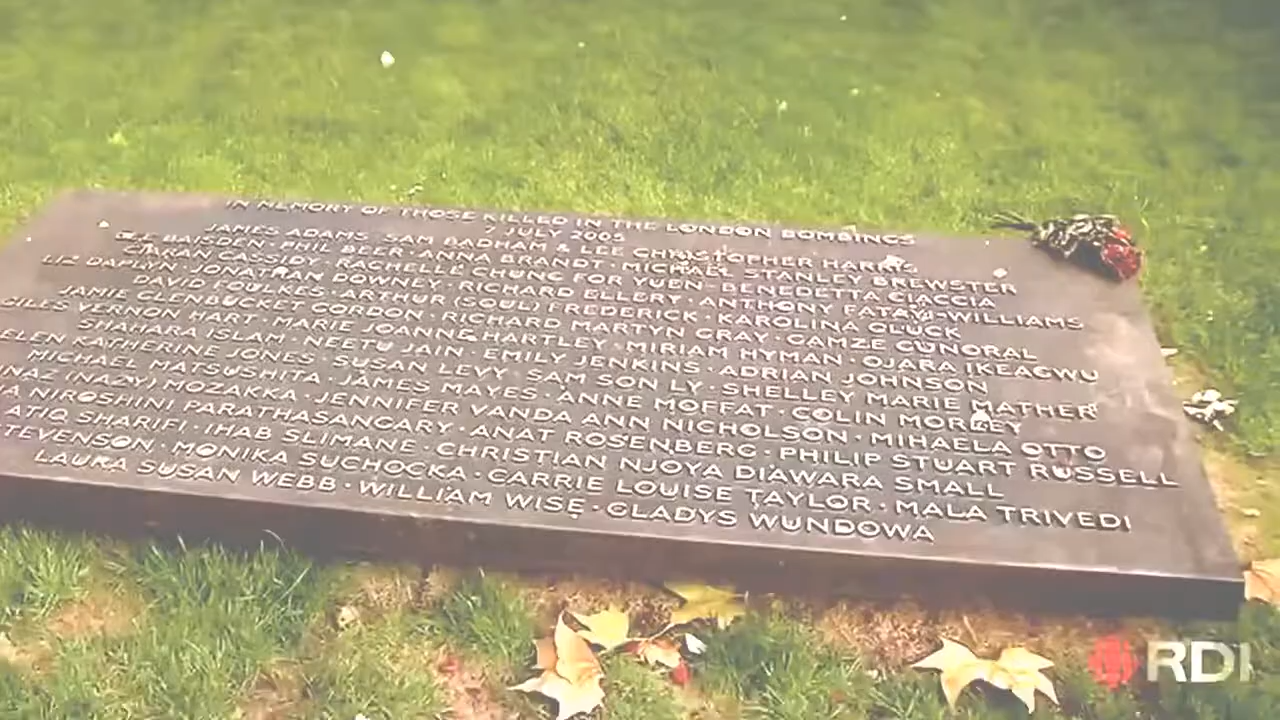 IN MEMORY OF THOSE KILLED IN THE LONDON BOMBINGS
7 JULY 2005
JAMES ADAMS · SAM BADHAM & LEE CHRISTOPHER HARRIS
BAISDEN · PHIL BEER · ANNA BRANDT · MICHAEL STANLEY BREWSTER
CIARAN CASSIDY · RACHELLE CHUNG FOR YUEN · BENEDETTA CIACCIA
LIZ DAPLYN · JONATHAN DOWNEY · RICHARD ELLERY · ANTHONY FATAYI-WILLIAMS
DAVID FOULKES · ARTHUR (SOULI) FREDERICK · KAROLINA GLUCK
JAMIE GLENBUCKET GORDON · RICHARD MARTYN GRAY · GAMZE GUNORAL
GILES VERNON HART · MARIE JOANNE HARTLEY · MIRIAM HYMAN · OJARA IKEAGWU
SHAHARA ISLAM · NEETU JAIN · EMILY JENKINS · ADRIAN JOHNSON
ELEN KATHERINE JONES · SUSAN LEVY · SAM SON LY · SHELLEY MARIE MATHER
MICHAEL MATSUSHITA · JAMES MAYES · ANNE MOFFAT · COLIN MORLEY
NAZ (NAZY) MOZAKKA · JENNIFER VANDA ANN NICHOLSON · MIHAELA OTTO
A NIROSHINI PARATHASANGARY · ANAT ROSENBERG · PHILIP STUART RUSSELL
ATIQ SHARIFI · IHAB SLIMANE · CHRISTIAN NJOYA DIAWARA SMALL
TEVENSON · MONIKA SUCHOCKA · CARRIE LOUISE TAYLOR · MALA TRIVEDI
LAURA SUSAN WEBB · WILLIAM WISE · GLADYS WUNDOWA
RDI